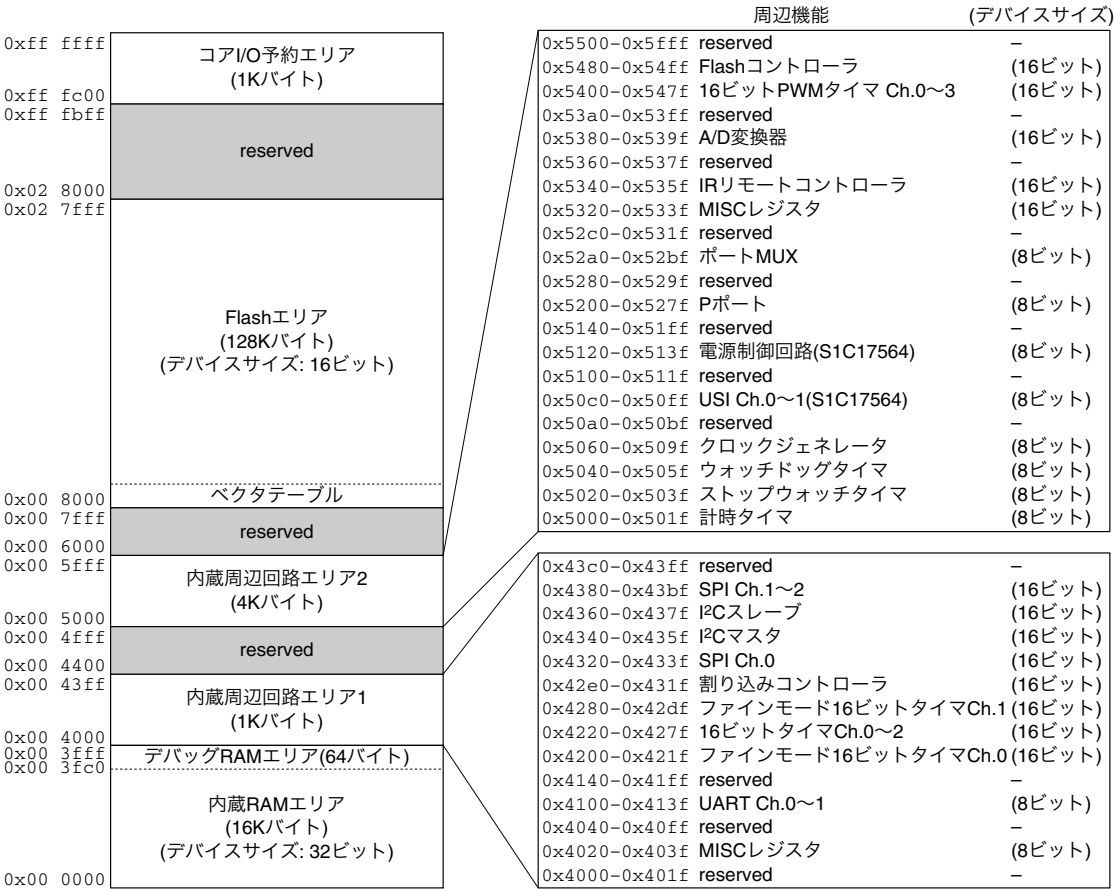 0xff ffff
コアI/O予約エリア
(1Kバイト)
0xff fc00
0xff fbff
reserved
0x02 8000
0x02 7fff
Flashエリア
(128Kバイト)
(デバイスサイズ: 16ビット)
ベクタテーブル
0x00 8000
0x00 7fff
reserved
0x00 6000
0x00 5fff
内蔵周辺回路エリア2
(4Kバイト)
0x00 5000
0x00 4fff
reserved
0x00 4400
0x00 43ff
内蔵周辺回路エリア1
(1Kバイト)
0x00 4000
0x00 3fff
デバッグRAMエリア(64バイト)
0x00 3fc0
内蔵RAMエリア
(16Kバイト)
(デバイスサイズ: 32ビット)
0x00 0000
周辺機能 (デバイスサイズ)
0x5500–0x5fff reserved –
0x5480–0x54ff Flashコントローラ (16ビット)
0x5400–0x547f 16ビットPWMタイマ Ch.0〜3 (16ビット)
0x53a0–0x53ff reserved –
0x5380–0x539f A/D変換器 (16ビット)
0x5360–0x537f reserved –
0x5340–0x535f IRリモートコントローラ (16ビット)
0x5320–0x533f MISCレジスタ (16ビット)
0x52c0–0x531f reserved –
0x52a0–0x52bf ポートMUX (8ビット)
0x5280–0x529f reserved –
0x5200–0x527f Pポート (8ビット)
0x5140–0x51ff reserved –
0x5120–0x513f 電源制御回路(S1C17564) (8ビット)
0x5100–0x511f reserved –
0x50c0–0x50ff USI Ch.0〜1(S1C17564) (8ビット)
0x50a0–0x50bf reserved –
0x5060–0x509f クロックジェネレータ (8ビット)
0x5040–0x505f ウォッチドッグタイマ (8ビット)
0x5020–0x503f ストップウォッチタイマ (8ビット)
0x5000–0x501f 計時タイマ (8ビット)
0x43c0–0x43ff reserved –
0x4380–0x43bf SPI Ch.1〜2 (16ビット)
0x4360–0x437f I²Cスレーブ (16ビット)
0x4340–0x435f I²Cマスタ (16ビット)
0x4320–0x433f SPI Ch.0 (16ビット)
0x42e0–0x431f 割り込みコントローラ (16ビット)
0x4280–0x42df ファインモード16ビットタイマCh.1 (16ビット)
0x4220–0x427f 16ビットタイマCh.0〜2 (16ビット)
0x4200–0x421f ファインモード16ビットタイマCh.0 (16ビット)
0x4140–0x41ff reserved –
0x4100–0x413f UART Ch.0〜1 (8ビット)
0x4040–0x40ff reserved –
0x4020–0x403f MISCレジスタ (8ビット)
0x4000–0x401f reserved –